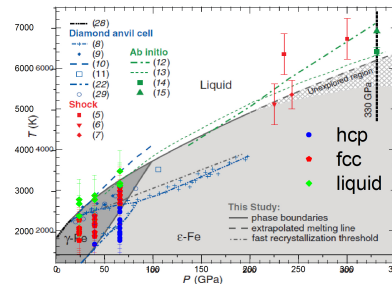 (28)
Diamond anvil cell
(8)
(9)
(10)
(11)
(22)
(29)
Shock
(5)
(6)
(7)
Ab initio
(12)
(13)
(14)
(15)
Liquid
Unexplored region
330 GPa
hcp
fcc
liquid
γ-Fe
ε-Fe
This Study:
phase boundaries
extrapolated melting line
fast recrystallization threshold
T (K)
7000
6000
5000
4000
3000
2000
0
50
100
150
200
250
300
P (GPa)